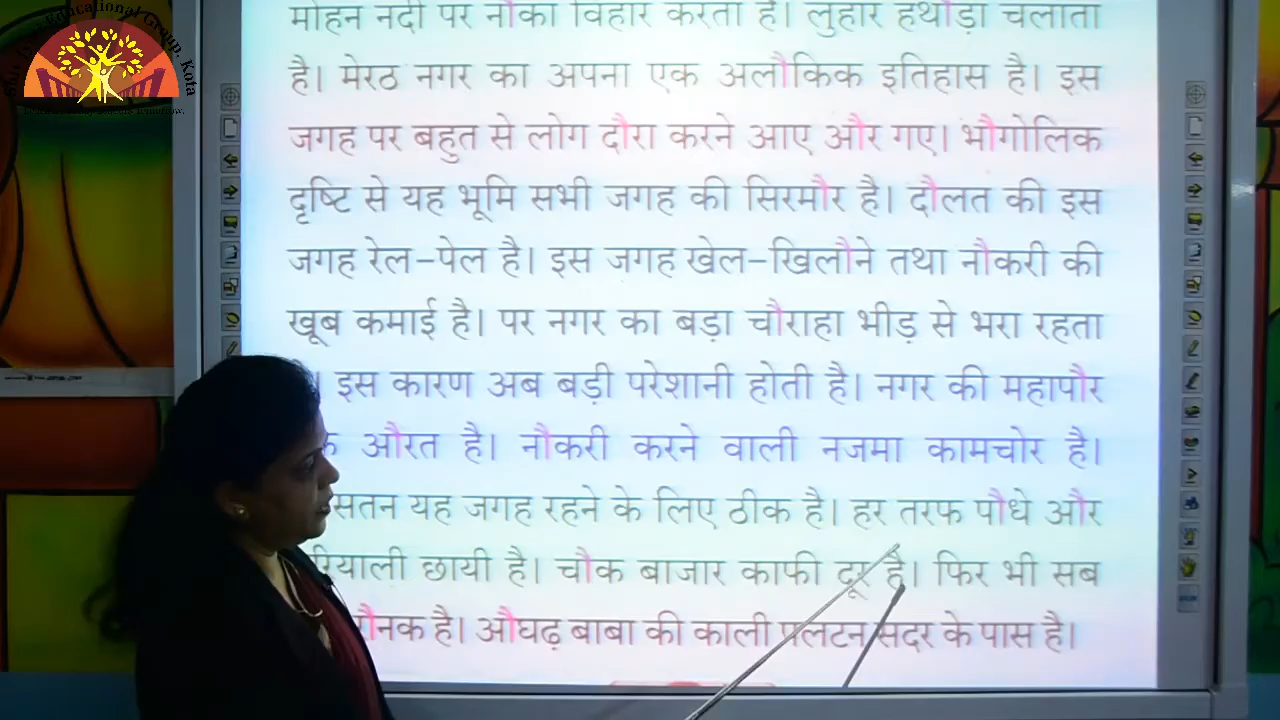 Educational Group, Kota
मोहन नदी पर नौका विहार करता है। लुहार हथौड़ा चलाता
है। मेरठ नगर का अपना एक अलौकिक इतिहास है। इस
जगह पर बहुत से लोग दौरा करने आए और गए। भौगोलिक
दृष्टि से यह भूमि सभी जगह की सिरमौर है। दौलत की इस
जगह रेल-पेल है। इस जगह खेल-खिलौने तथा नौकरी की
खूब कमाई है। पर नगर का बड़ा चौराहा भीड़ से भरा रहता
इस कारण अब बड़ी परेशानी होती है। नगर की महापौर
औरत है। नौकरी करने वाली नजमा कामचोर है।
यह जगह रहने के लिए ठीक है। हर तरफ पौधे और
छायी है। चौक बाजार काफी दूर है। फिर भी सब
है। औघढ़ बाबा की काली पलटन सदर के पास है।